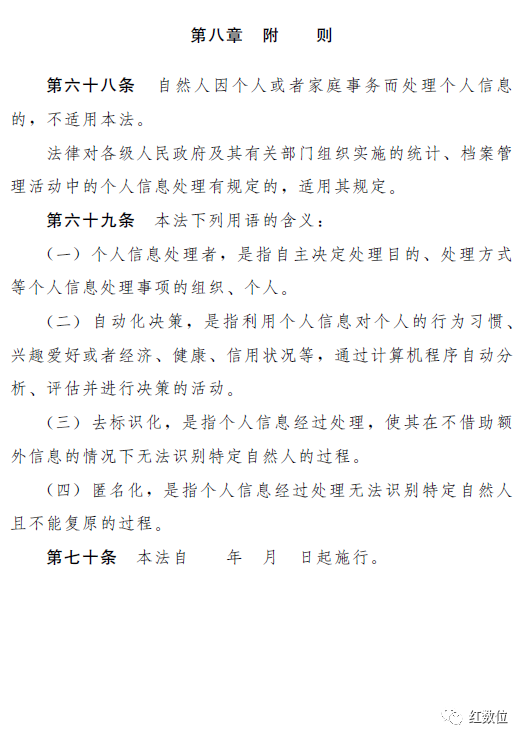 第八章　附　　则
第六十八条　自然人因个人或者家庭事务而处理个人信息
的，不适用本法。
法律对各级人民政府及其有关部门组织实施的统计、档案管
理活动中的个人信息处理有规定的，适用其规定。
第六十九条　本法下列用语的含义：
（一）个人信息处理者，是指自主决定处理目的、处理方式
等个人信息处理事项的组织、个人。
（二）自动化决策，是指利用个人信息对个人的行为习惯、
兴趣爱好或者经济、健康、信用状况等，通过计算机程序自动分
析、评估并进行决策的活动。
（三）去标识化，是指个人信息经过处理，使其在不借助额
外信息的情况下无法识别特定自然人的过程。
（四）匿名化，是指个人信息经过处理无法识别特定自然人
且不能复原的过程。
第七十条　本法自　　年　月　日起施行。
红数位